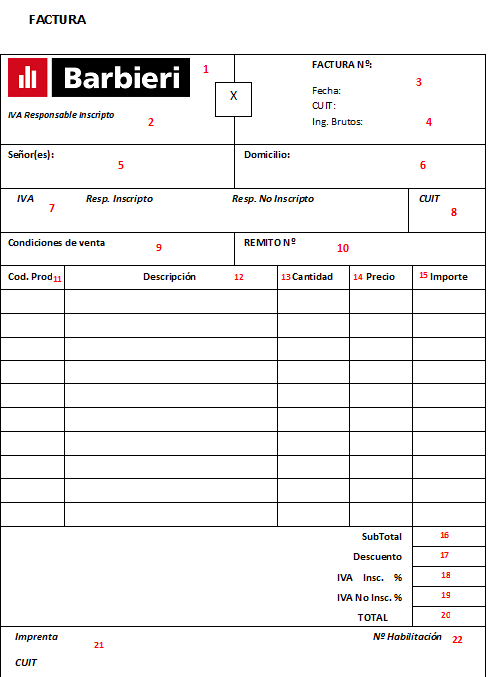 FACTURA
Barbieri 1
X
FACTURA Nº:
3
Fecha:
CUIT:
Ing. Brutos: 4
IVA Responsable Inscripto 2
Señor(es): 5
Domicilio: 6
IVA 7 Resp. Inscripto Resp. No Inscripto
CUIT 8
Condiciones de venta 9
REMITO Nº 10
Cod. Prod 11 Descripción 12 13 Cantidad 14 Precio 15 Importe
SubTotal 16
Descuento 17
IVA Insc. % 18
IVA No Insc. % 19
TOTAL 20
Imprenta 21 Nº Habilitación 22
CUIT